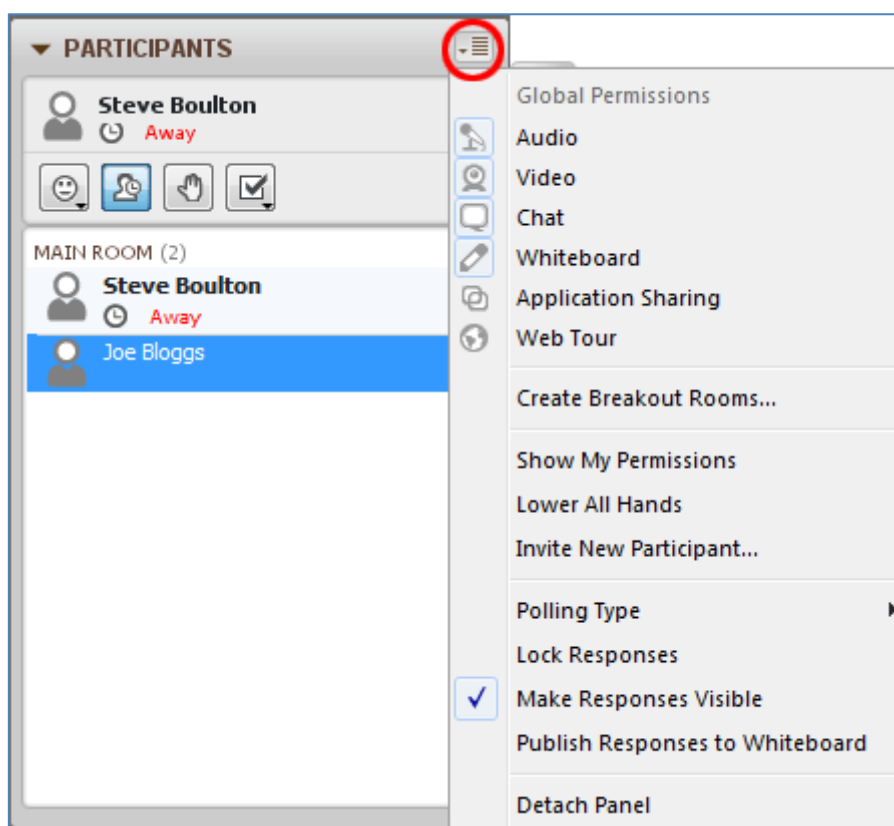 PARTICIPANTS
Steve Boulton
Away
MAIN ROOM (2)
Steve Boulton
Away
Joe Bloggs
Global Permissions
Audio
Video
Chat
Whiteboard
Application Sharing
Web Tour
Create Breakout Rooms...
Show My Permissions
Lower All Hands
Invite New Participant...
Polling Type
Lock Responses
Make Responses Visible
Publish Responses to Whiteboard
Detach Panel